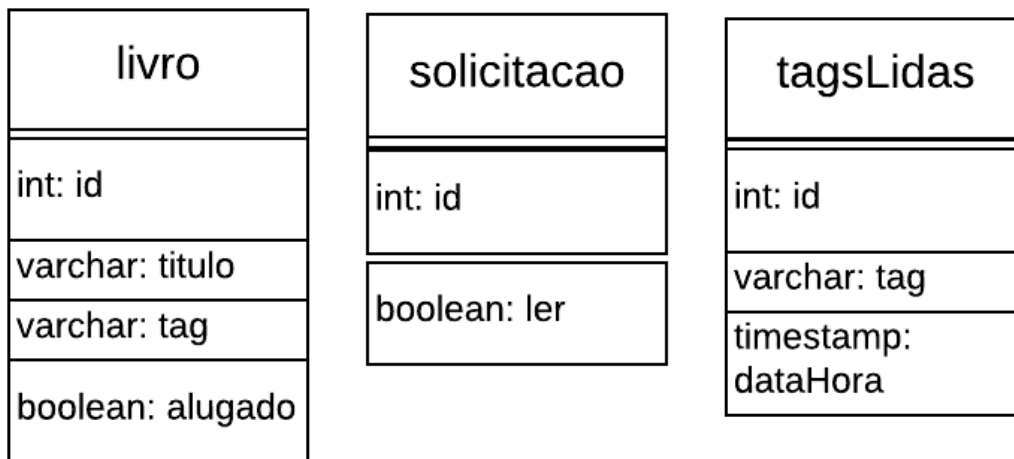 livro
int: id
varchar: titulo
varchar: tag
boolean: alugado
solicitacao
int: id
boolean: ler
tagsLidas
int: id
varchar: tag
timestamp:
dataHora